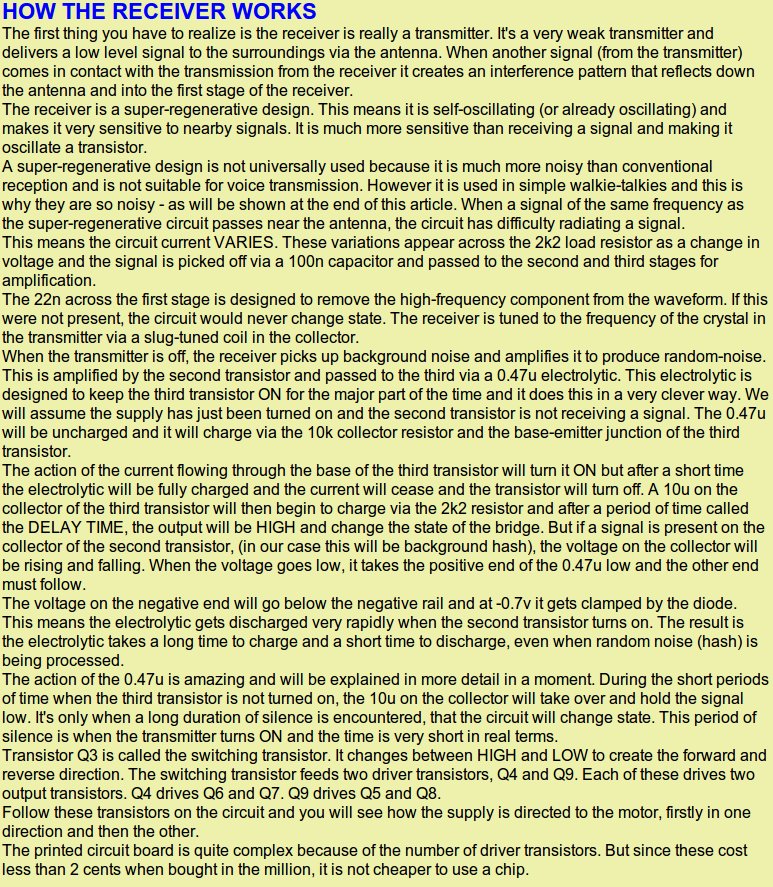 HOW THE RECEIVER WORKS
The first thing you have to realize is the receiver is really a transmitter. It's a very weak transmitter and
delivers a low level signal to the surroundings via the antenna. When another signal (from the transmitter)
comes in contact with the transmission from the receiver it creates an interference pattern that reflects down
the antenna and into the first stage of the receiver.
The receiver is a super-regenerative design. This means it is self-oscillating (or already oscillating) and
makes it very sensitive to nearby signals. It is much more sensitive than receiving a signal and making it
oscillate a transistor.
A super-regenerative design is not universally used because it is much more noisy than conventional
reception and is not suitable for voice transmission. However it is used in simple walkie-talkies and this is
why they are so noisy - as will be shown at the end of this article. When a signal of the same frequency as
the super-regenerative circuit passes near the antenna, the circuit has difficulty radiating a signal.
This means the circuit current VARIES. These variations appear across the 2k2 load resistor as a change in
voltage and the signal is picked off via a 100n capacitor and passed to the second and third stages for
amplification.
The 22n across the first stage is designed to remove the high-frequency component from the waveform. If this
were not present, the circuit would never change state. The receiver is tuned to the frequency of the crystal in
the transmitter via a slug-tuned coil in the collector.
When the transmitter is off, the receiver picks up background noise and amplifies it to produce random-noise.
This is amplified by the second transistor and passed to the third via a 0.47u electrolytic. This electrolytic is
designed to keep the third transistor ON for the major part of the time and it does this in a very clever way. We
will assume the supply has just been turned on and the second transistor is not receiving a signal. The 0.47u
will be uncharged and it will charge via the 10k collector resistor and the base-emitter junction of the third
transistor.
The action of the current flowing through the base of the third transistor will turn it ON but after a short time
the electrolytic will be fully charged and the current will cease and the transistor will turn off. A 10u on the
collector of the third transistor will then begin to charge via the 2k2 resistor and after a period of time called
the DELAY TIME, the output will be HIGH and change the state of the bridge. But if a signal is present on the
collector of the second transistor, (in our case this will be background hash), the voltage on the collector will
be rising and falling. When the voltage goes low, it takes the positive end of the 0.47u low and the other end
must follow.
The voltage on the negative end will go below the negative rail and at -0.7v it gets clamped by the diode.
This means the electrolytic gets discharged very rapidly when the second transistor turns on. The result is
the electrolytic takes a long time to charge and a short time to discharge, even when random noise (hash) is
being processed.
The action of the 0.47u is amazing and will be explained in more detail in a moment. During the short periods
of time when the third transistor is not turned on, the 10u on the collector will take over and hold the signal
low. It's only when a long duration of silence is encountered, that the circuit will change state. This period of
silence is when the transmitter turns ON and the time is very short in real terms.
Transistor Q3 is called the switching transistor. It changes between HIGH and LOW to create the forward and
reverse direction. The switching transistor feeds two driver transistors, Q4 and Q9. Each of these drives two
output transistors. Q4 drives Q6 and Q7. Q9 drives Q5 and Q8.
Follow these transistors on the circuit and you will see how the supply is directed to the motor, firstly in one
direction and then the other.
The printed circuit board is quite complex because of the number of driver transistors. But since these cost
less than 2 cents when bought in the million, it is not cheaper to use a chip.